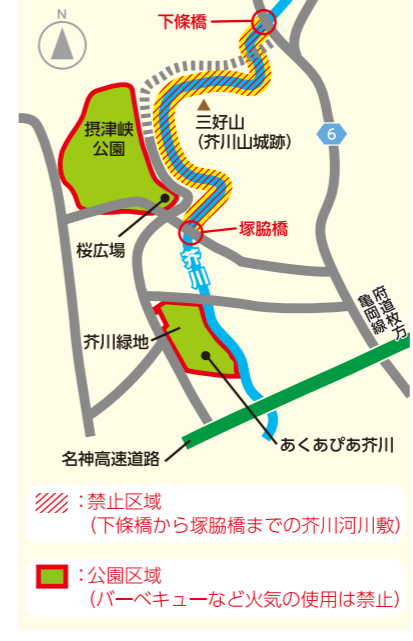 N
下條橋
摂津峡
公園
三好山
（芥川山城跡）
6
桜広場
塚脇橋
芥川
府道枚方
亀岡線
芥川緑地
あくあぴあ芥川
名神高速道路
：禁止区域
（下條橋から塚脇橋までの芥川河川敷）
：公園区域
（バーベキューなど火気の使用は禁止）